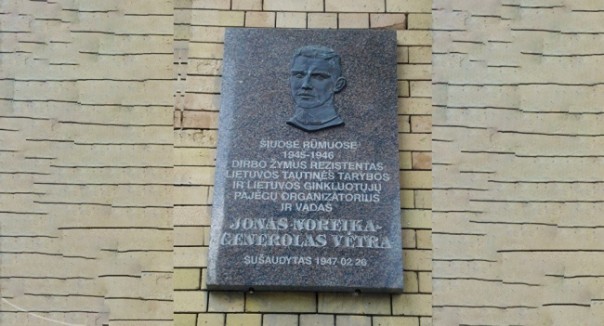 ŠIUOSE RŪMUOSE
1945-1946
DIRBO ŽYMUS REZISTENTAS
LIETUVOS TAUTINĖS TARYBOS
IR LIETUVOS GINKLUOTŲJŲ
PAJĖGŲ ORGANIZATORIUS
IR VADAS
JONAS NOREIKA-
GENEROLAS VĖTRA
SUŠAUDYTAS 1947 02 26